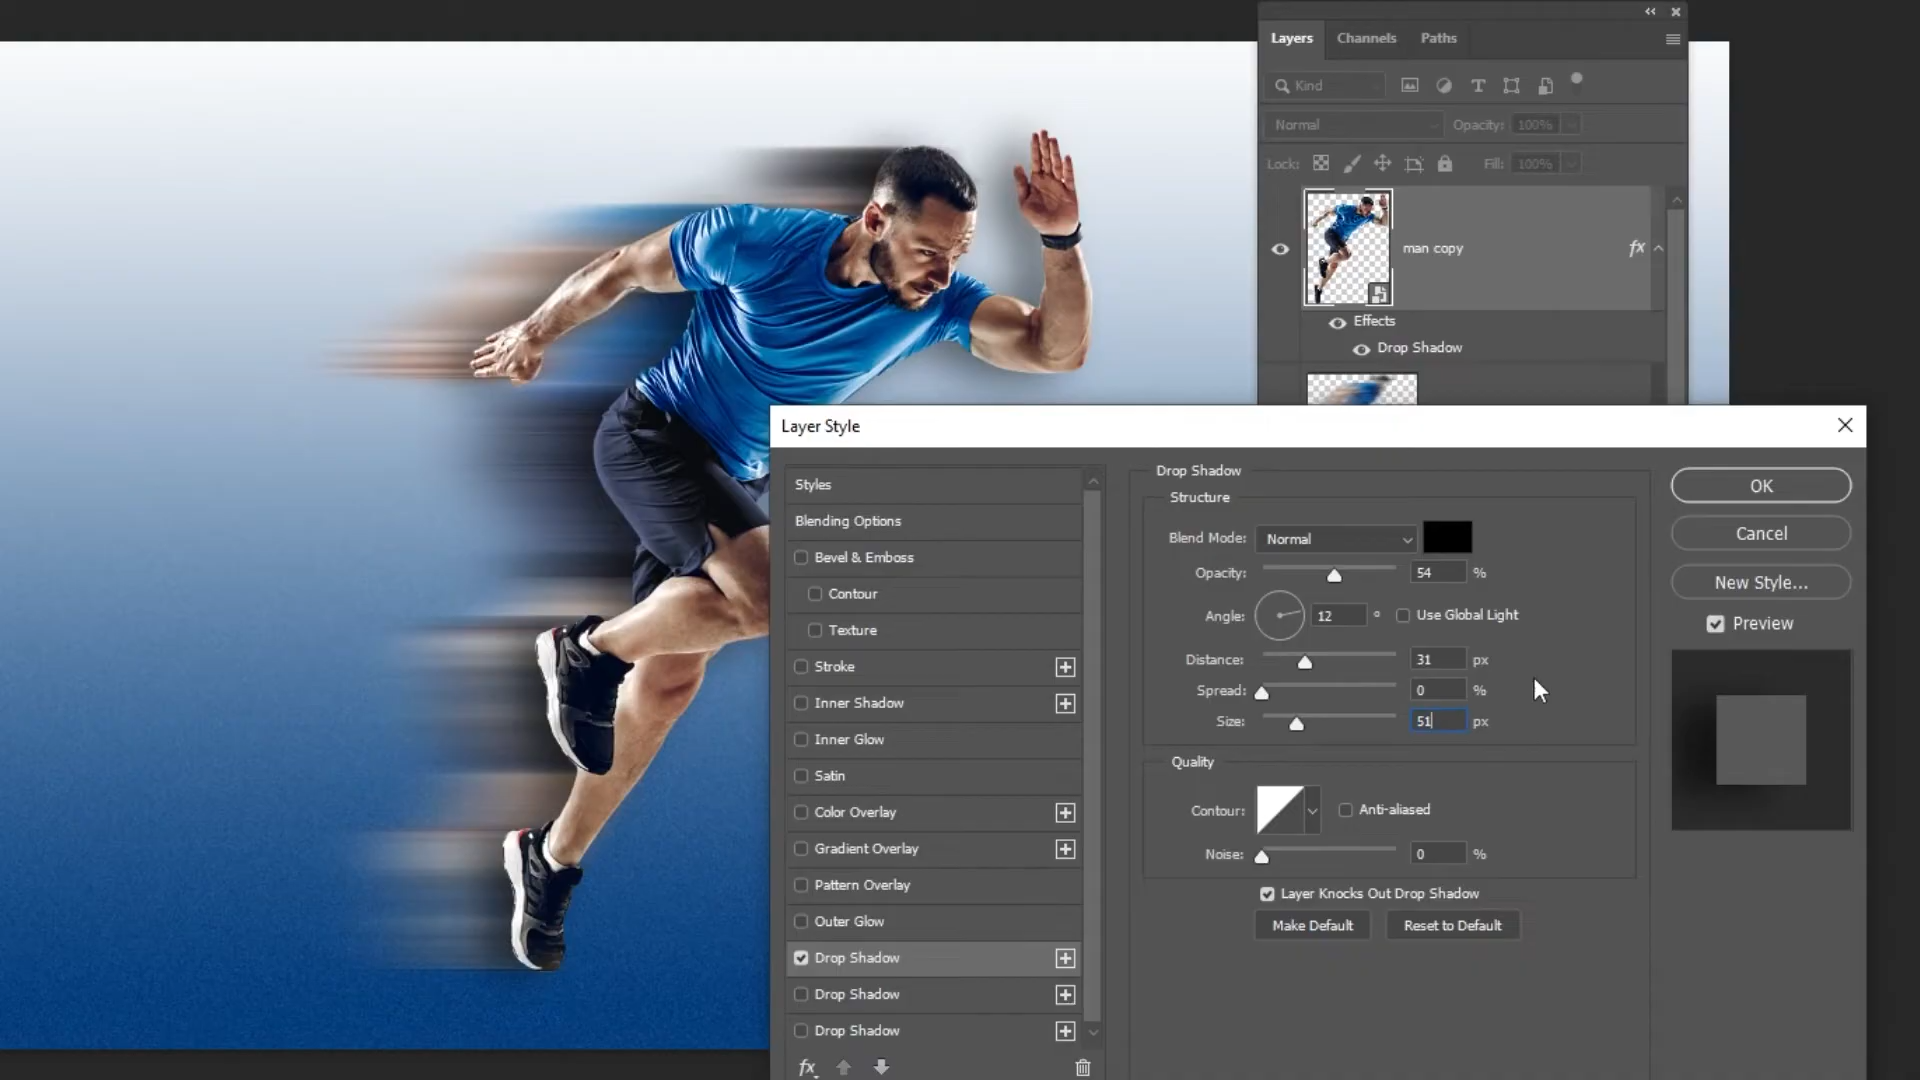 Layers Channels Paths
Kind
Normal Opacity: 100%
Lock: Fill: 100%
man copy fx
Effects
Drop Shadow
Layer Style
Styles
Blending Options
Bevel & Emboss
Contour
Texture
Stroke
Inner Shadow
Inner Glow
Satin
Color Overlay
Gradient Overlay
Pattern Overlay
Outer Glow
Drop Shadow
Drop Shadow
Drop Shadow
fx
Drop Shadow
Structure
Blend Mode: Normal
Opacity: 54 %
Angle: 12 ° Use Global Light
Distance: 31 px
Spread: 0 %
Size: 51 px
Quality
Contour: Anti-aliased
Noise: 0 %
Layer Knocks Out Drop Shadow
Make Default Reset to Default
OK
Cancel
New Style...
Preview